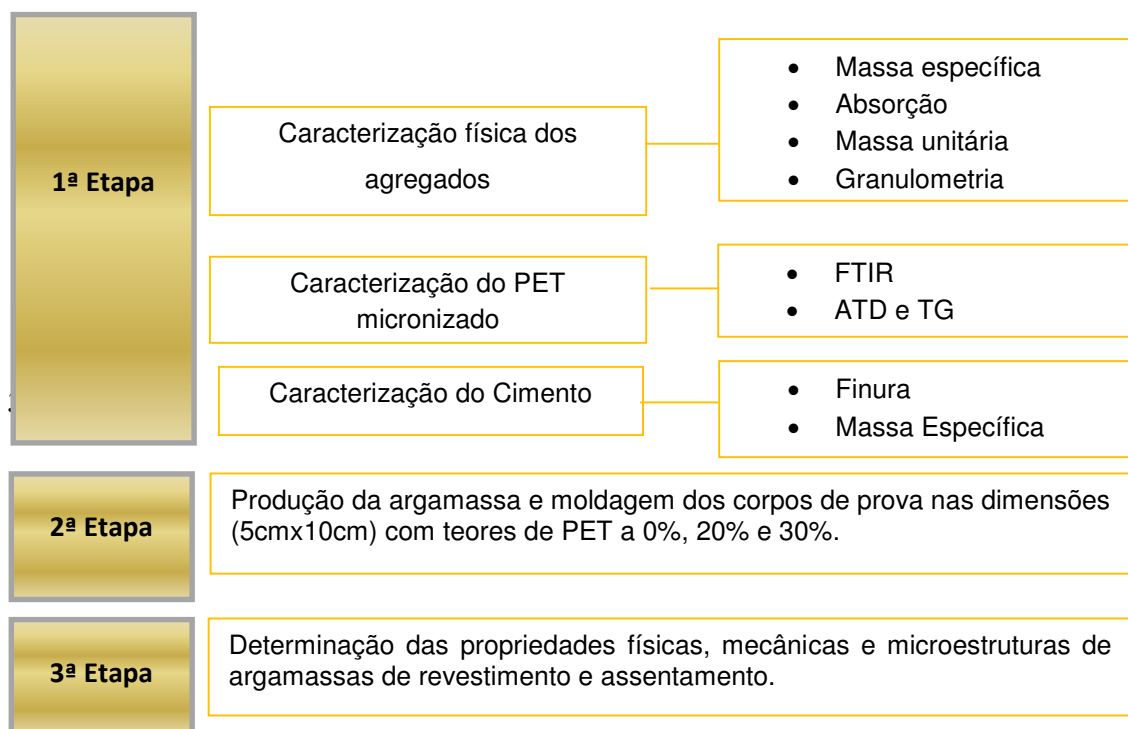 1ª Etapa
Caracterização física dos
agregados
• Massa específica
• Absorção
• Massa unitária
• Granulometria
Caracterização do PET
micronizado
• FTIR
• ATD e TG
Caracterização do Cimento
• Finura
• Massa Específica
2ª Etapa
Produção da argamassa e moldagem dos corpos de prova nas dimensões
(5cmx10cm) com teores de PET a 0%, 20% e 30%.
3ª Etapa
Determinação das propriedades físicas, mecânicas e microestruturas de
argamassas de revestimento e assentamento.